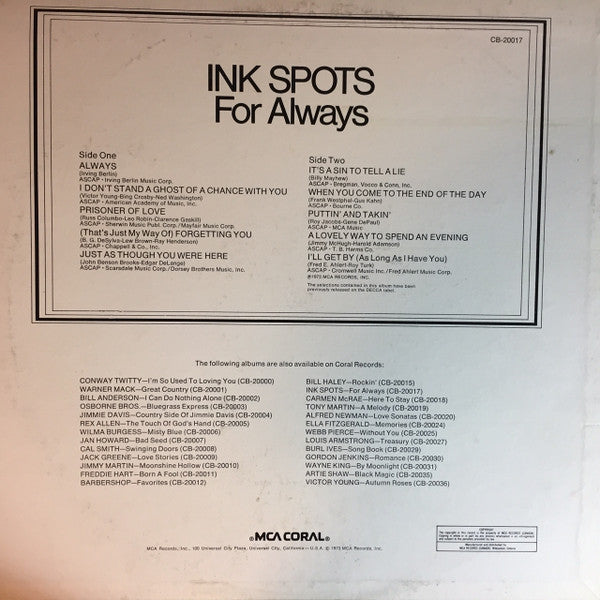 CB-20017
INK SPOTS
For Always
Side One
ALWAYS
(Irving Berlin)
ASCAP - Irving Berlin Music Corp.
I DON'T STAND A GHOST OF A CHANCE WITH YOU
(Victor Young-Bing Crosby-Ned Washington)
ASCAP - American Academy of Music, Inc.
PRISONER OF LOVE
(Russ Columbo-Leo Robin-Clarence Gaskill)
ASCAP - Sherwin Music Publ. Corp./Mayfair Music Corp.
(That's Just My Way Of) FORGETTING YOU
(B. G. DeSylva-Lew Brown-Ray Henderson)
ASCAP - Chappell & Co., Inc.
JUST AS THOUGH YOU WERE HERE
(John Benson Brooks-Edgar DeLange)
ASCAP - Scarsdale Music Corp./Dorsey Brothers Music, Inc.
Side Two
IT'S A SIN TO TELL A LIE
(Billy Mayhew)
ASCAP - Bregman, Vocco & Conn, Inc.
WHEN YOU COME TO THE END OF THE DAY
(Frank Westphal-Gus Kahn)
ASCAP - Bourne Co.
PUTTIN' AND TAKIN'
(Roy Jacobs-Gene DePaul)
ASCAP - MCA Music
A LOVELY WAY TO SPEND AN EVENING
(Jimmy McHugh-Harold Adamson)
ASCAP - T. B. Harms Co.
I'LL GET BY (As Long As I Have You)
(Fred E. Ahlert-Roy Turk)
ASCAP - Cromwell Music Inc./Fred Ahlert Music Corp.
℗1973 MCA RECORDS, INC.
The selections contained in this album have been
previously released on the DECCA label.
The following albums are also available on Coral Records:
CONWAY TWITTY—I'm So Used To Loving You (CB-20000)
WARNER MACK—Great Country (CB-20001)
BILL ANDERSON—I Can Do Nothing Alone (CB-20002)
OSBORNE BROS.—Bluegrass Express (CB-20003)
JIMMIE DAVIS—Country Side Of Jimmie Davis (CB-20004)
REX ALLEN—The Touch Of God's Hand (CB-20005)
WILMA BURGESS—Misty Blue (CB-20006)
JAN HOWARD—Bad Seed (CB-20007)
CAL SMITH—Swinging Doors (CB-20008)
JACK GREENE—Love Stories (CB-20009)
JIMMY MARTIN—Moonshine Hollow (CB-20010)
FREDDIE HART—Born A Fool (CB-20011)
BARBERSHOP—Favorites (CB-20012)
BILL HALEY—Rockin' (CB-20015)
INK SPOTS—For Always (CB-20017)
CARMEN McRAE—Here To Stay (CB-20018)
TONY MARTIN—A Melody (CB-20019)
ALFRED NEWMAN—Love Sonatas (CB-20020)
ELLA FITZGERALD—Memories (CB-20024)
WEBB PIERCE—Without You (CB-20025)
LOUIS ARMSTRONG—Treasury (CB-20027)
BURL IVES—Song Book (CB-20029)
GORDON JENKINS—Romance (CB-20030)
WAYNE KING—By Moonlight (CB-20031)
ARTIE SHAW—Black Magic (CB-20035)
VICTOR YOUNG—Autumn Roses (CB-20036)
MCA CORAL
MCA Records, Inc., 100 Universal City Plaza, Universal City, California—U.S.A. © 1973 MCA Records, Inc.
COPYRIGHT